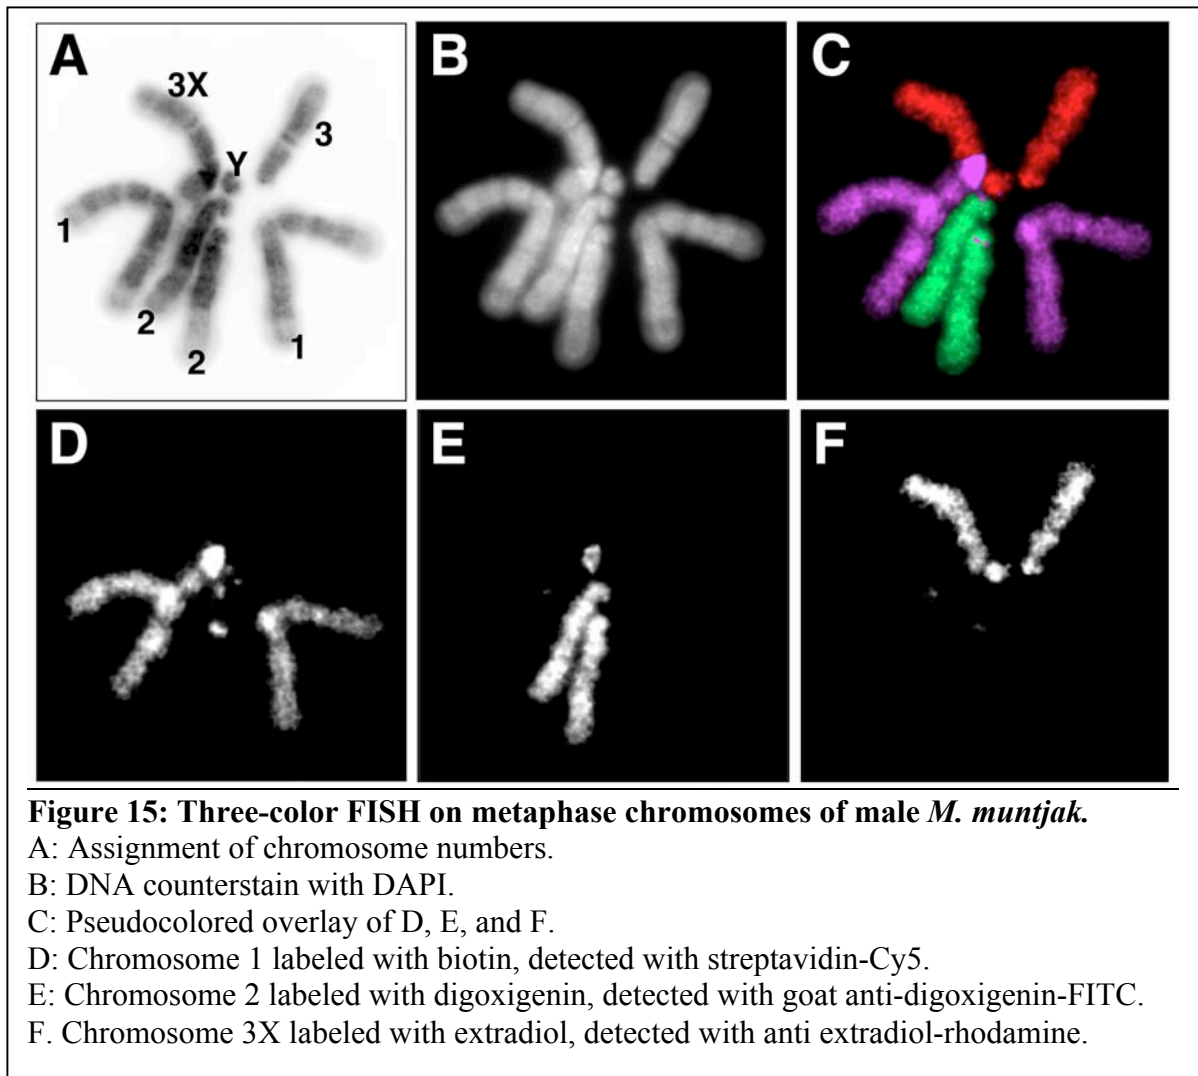 A
B
C
3X
3
Y
1
2
2
1
D
E
F
Figure 15: Three-color FISH on metaphase chromosomes of male M. muntjak.
A: Assignment of chromosome numbers.
B: DNA counterstain with DAPI.
C: Pseudocolored overlay of D, E, and F.
D: Chromosome 1 labeled with biotin, detected with streptavidin-Cy5.
E: Chromosome 2 labeled with digoxigenin, detected with goat anti-digoxigenin-FITC.
F. Chromosome 3X labeled with extradiol, detected with anti extradiol-rhodamine.